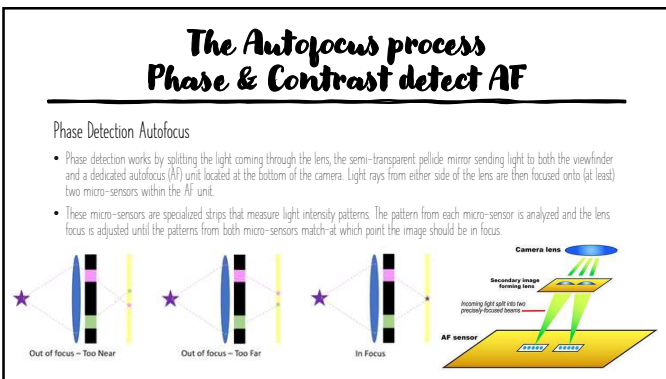 The Autofocus process
Phase & Contrast detect AF
Phase Detection Autofocus
• Phase detection works by splitting the light coming through the lens, the semi-transparent pellicle mirror sending light to both the viewfinder
and a dedicated autofocus (AF) unit located at the bottom of the camera. Light rays from either side of the lens are then focused onto (at least)
two micro-sensors within the AF unit.
• These micro-sensors are specialized strips that measure light intensity patterns. The pattern from each micro-sensor is analyzed and the lens
focus is adjusted until the patterns from both micro-sensors match-at which point the image should be in focus.
Out of focus – Too Near
Out of focus – Too Far
In Focus
Camera lens
Secondary image
forming lens
Incoming light split into two
precisely-focused beams
AF sensor